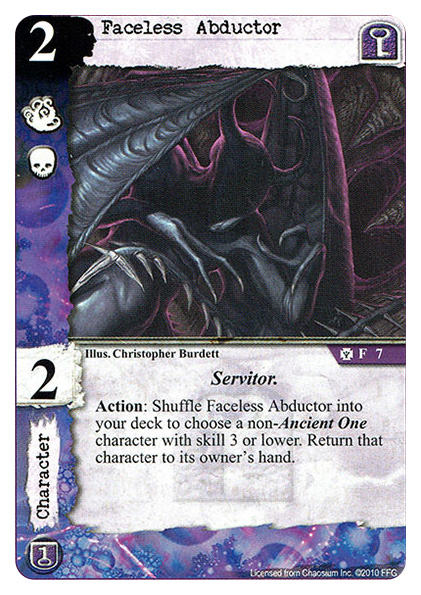 2
Faceless Abductor
Illus. Christopher Burdett
F 7
2
Servitor.
Action: Shuffle Faceless Abductor into
your deck to choose a non-Ancient One
character with skill 3 or lower. Return that
character to its owner's hand.
Character
1
Licensed from Chaosium Inc. ©2010 FFG